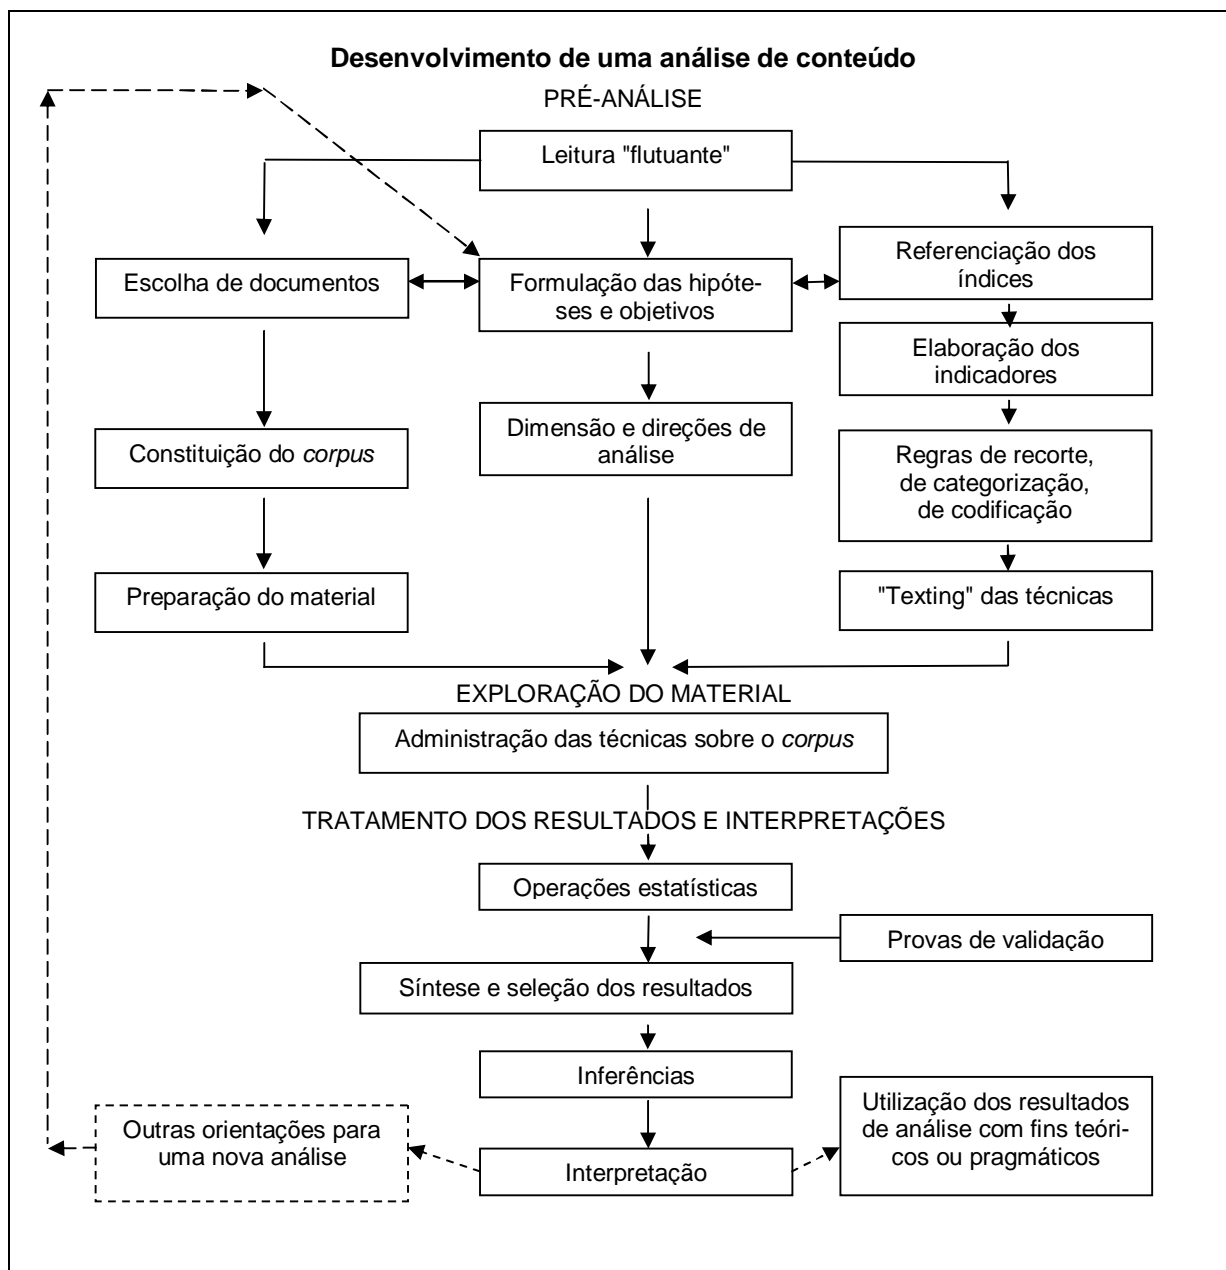 Desenvolvimento de uma análise de conteúdo
PRÉ-ANÁLISE
Leitura "flutuante"
Escolha de documentos
Formulação das hipóte-
ses e objetivos
Referenciação dos
índices
Elaboração dos
indicadores
Constituição do corpus
Dimensão e direções de
análise
Regras de recorte,
de categorização,
de codificação
Preparação do material
"Texting" das técnicas
EXPLORAÇÃO DO MATERIAL
Administração das técnicas sobre o corpus
TRATAMENTO DOS RESULTADOS E INTERPRETAÇÕES
Operações estatísticas
Provas de validação
Síntese e seleção dos resultados
Inferências
Outras orientações para
uma nova análise
Interpretação
Utilização dos resultados
de análise com fins teóri-
cos ou pragmáticos